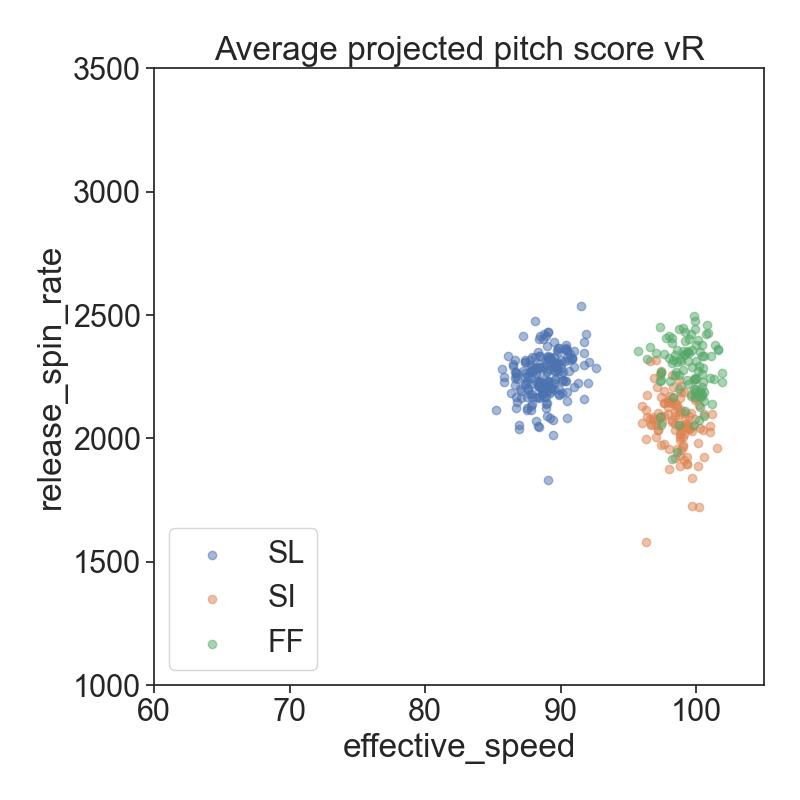 Average projected pitch score vR
3500
3000
2500
2000
1500
1000
release_spin_rate
SL
SI
FF
60 70 80 90 100
effective_speed